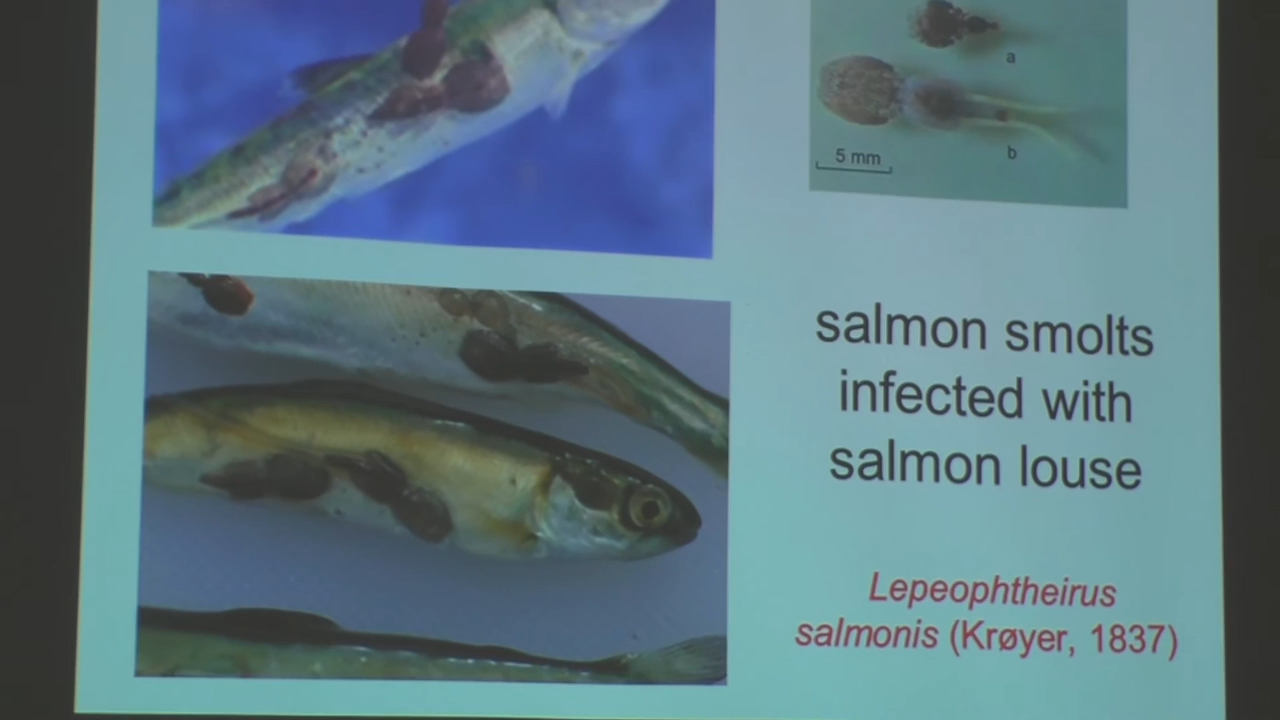 a
5 mm
b
salmon smolts
infected with
salmon louse
Lepeophtheirus
salmonis (Krøyer, 1837)